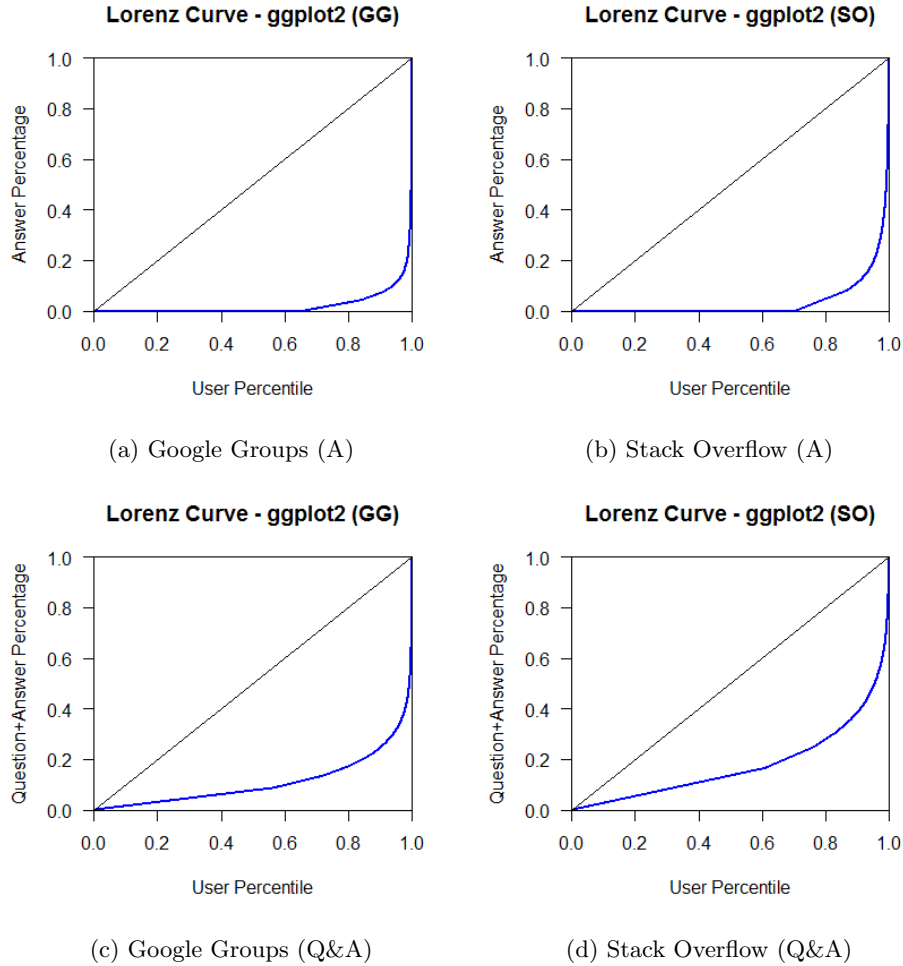 Lorenz Curve - ggplot2 (GG)
Answer Percentage
1.0
0.8
0.6
0.4
0.2
0.0
0.0 0.2 0.4 0.6 0.8 1.0
User Percentile
(a) Google Groups (A)
Lorenz Curve - ggplot2 (SO)
Answer Percentage
1.0
0.8
0.6
0.4
0.2
0.0
0.0 0.2 0.4 0.6 0.8 1.0
User Percentile
(b) Stack Overflow (A)
Lorenz Curve - ggplot2 (GG)
Question+Answer Percentage
1.0
0.8
0.6
0.4
0.2
0.0
0.0 0.2 0.4 0.6 0.8 1.0
User Percentile
(c) Google Groups (Q&A)
Lorenz Curve - ggplot2 (SO)
Question+Answer Percentage
1.0
0.8
0.6
0.4
0.2
0.0
0.0 0.2 0.4 0.6 0.8 1.0
User Percentile
(d) Stack Overflow (Q&A)